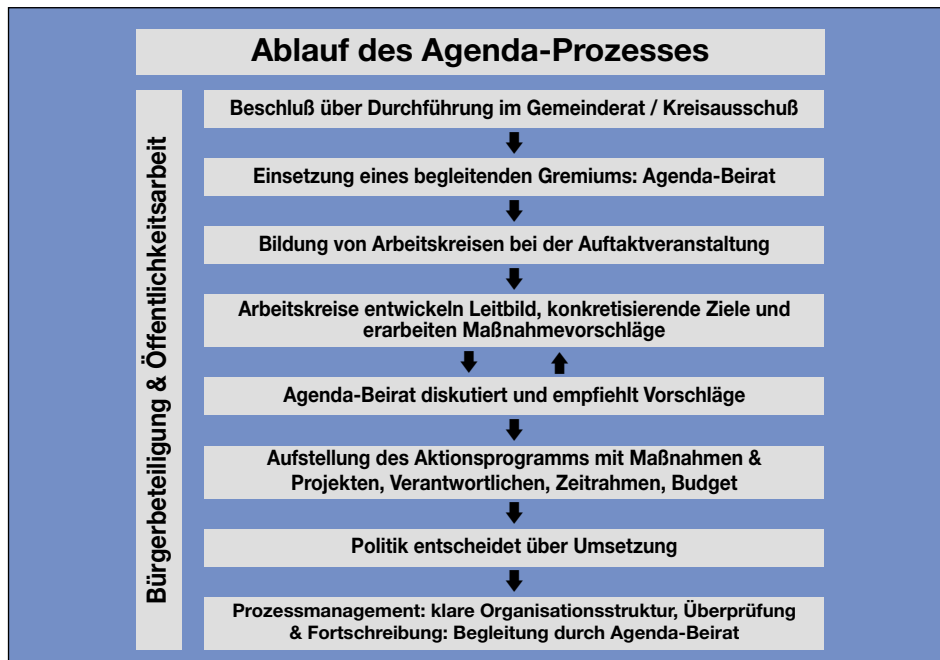 Ablauf des Agenda-Prozesses
Bürgerbeteiligung & Öffentlichkeitsarbeit
Beschluß über Durchführung im Gemeinderat / Kreisausschuß
Einsetzung eines begleitenden Gremiums: Agenda-Beirat
Bildung von Arbeitskreisen bei der Auftaktveranstaltung
Arbeitskreise entwickeln Leitbild, konkretisierende Ziele und
erarbeiten Maßnahmevorschläge
Agenda-Beirat diskutiert und empfiehlt Vorschläge
Aufstellung des Aktionsprogramms mit Maßnahmen &
Projekten, Verantwortlichen, Zeitrahmen, Budget
Politik entscheidet über Umsetzung
Prozessmanagement: klare Organisationsstruktur, Überprüfung
& Fortschreibung: Begleitung durch Agenda-Beirat